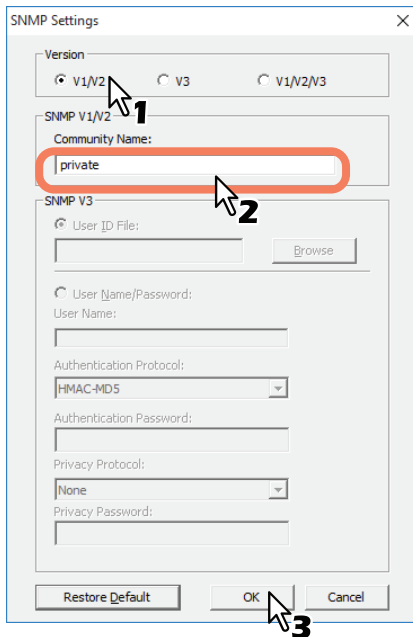 SNMP Settings
Version
V1/V2 V3 V1/V2/V3
1
SNMP V1/V2
Community Name:
private
2
SNMP V3
User ID File:
Browse
User Name/Password:
User Name:
Authentication Protocol:
HMAC-MD5
Authentication Password:
Privacy Protocol:
None
Privacy Password:
Restore Default OK Cancel
3